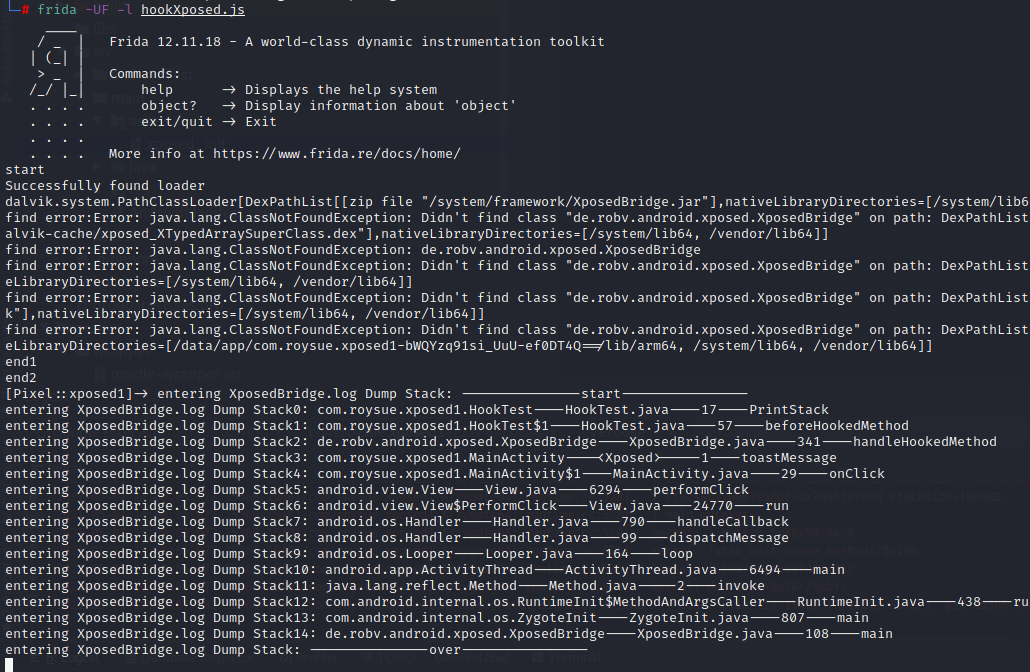 └─# frida -UF -l hookXposed.js
     ____
    / _  |   Frida 12.11.18 - A world-class dynamic instrumentation toolkit
   | (_| |
    > _  |   Commands:
   /_/ |_|       help      -> Displays the help system
   . . . .       object?   -> Display information about 'object'
   . . . .       exit/quit -> Exit
   . . . .
   . . . .   More info at https://www.frida.re/docs/home/
start
Successfully found loader
dalvik.system.PathClassLoader[DexPathList[[zip file "/system/framework/XposedBridge.jar"],nativeLibraryDirectories=[/system/lib6
find error:Error: java.lang.ClassNotFoundException: Didn't find class "de.robv.android.xposed.XposedBridge" on path: DexPathList
alvik-cache/xposed_XTypedArraySuperClass.dex"],nativeLibraryDirectories=[/system/lib64, /vendor/lib64]]
find error:Error: java.lang.ClassNotFoundException: de.robv.android.xposed.XposedBridge
find error:Error: java.lang.ClassNotFoundException: Didn't find class "de.robv.android.xposed.XposedBridge" on path: DexPathList
eLibraryDirectories=[/system/lib64, /vendor/lib64]]
find error:Error: java.lang.ClassNotFoundException: Didn't find class "de.robv.android.xposed.XposedBridge" on path: DexPathList
k"],nativeLibraryDirectories=[/system/lib64, /vendor/lib64]]
find error:Error: java.lang.ClassNotFoundException: Didn't find class "de.robv.android.xposed.XposedBridge" on path: DexPathList
eLibraryDirectories=[/data/app/com.roysue.xposed1-bWQYzq91si_UuU-ef0DT4Q==/lib/arm64, /system/lib64, /vendor/lib64]]
end1
end2
[Pixel::xposed1]-> entering XposedBridge.log Dump Stack: ---------------start----------------
entering XposedBridge.log Dump Stack0: com.roysue.xposed1.HookTest----HookTest.java----17----PrintStack
entering XposedBridge.log Dump Stack1: com.roysue.xposed1.HookTest$1----HookTest.java----57----beforeHookedMethod
entering XposedBridge.log Dump Stack2: de.robv.android.xposed.XposedBridge----XposedBridge.java----341----handleHookedMethod
entering XposedBridge.log Dump Stack3: com.roysue.xposed1.MainActivity----<Xposed>----1----toastMessage
entering XposedBridge.log Dump Stack4: com.roysue.xposed1.MainActivity$1----MainActivity.java----29----onClick
entering XposedBridge.log Dump Stack5: android.view.View----View.java----6294----performClick
entering XposedBridge.log Dump Stack6: android.view.View$PerformClick----View.java----24770----run
entering XposedBridge.log Dump Stack7: android.os.Handler----Handler.java----790----handleCallback
entering XposedBridge.log Dump Stack8: android.os.Handler----Handler.java----99----dispatchMessage
entering XposedBridge.log Dump Stack9: android.os.Looper----Looper.java----164----loop
entering XposedBridge.log Dump Stack10: android.app.ActivityThread----ActivityThread.java----6494----main
entering XposedBridge.log Dump Stack11: java.lang.reflect.Method----Method.java-----2----invoke
entering XposedBridge.log Dump Stack12: com.android.internal.os.RuntimeInit$MethodAndArgsCaller----RuntimeInit.java----438----ru
entering XposedBridge.log Dump Stack13: com.android.internal.os.ZygoteInit----ZygoteInit.java----807----main
entering XposedBridge.log Dump Stack14: de.robv.android.xposed.XposedBridge----XposedBridge.java----108----main
entering XposedBridge.log Dump Stack: ---------------over----------------